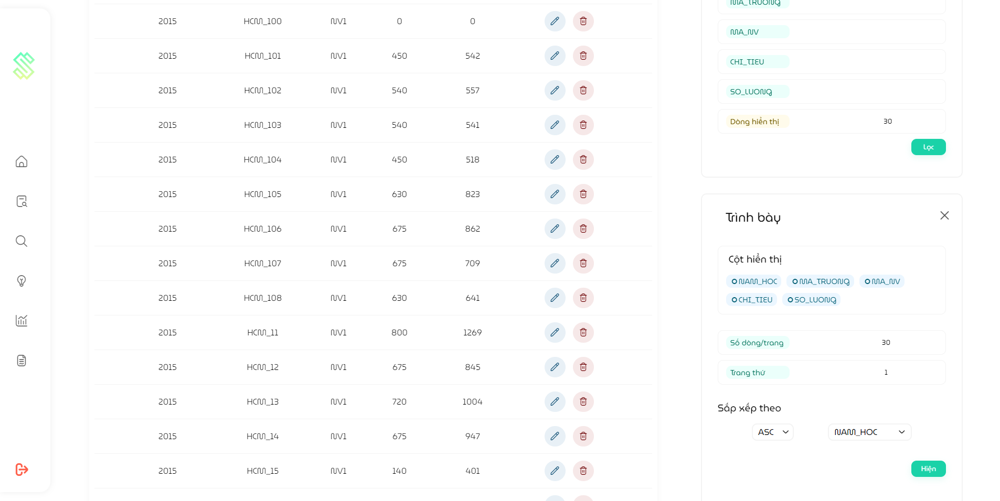 2015 HCM_100 NV1 0 0
2015 HCM_101 NV1 450 542
2015 HCM_102 NV1 540 557
2015 HCM_103 NV1 540 541
2015 HCM_104 NV1 450 518
2015 HCM_105 NV1 630 823
2015 HCM_106 NV1 675 862
2015 HCM_107 NV1 675 709
2015 HCM_108 NV1 630 641
2015 HCM_11 NV1 800 1269
2015 HCM_12 NV1 675 845
2015 HCM_13 NV1 720 1004
2015 HCM_14 NV1 675 947
2015 HCM_15 NV1 140 401
MA_TRUONG
MA_NV
CHI_TIEU
SO_LUONG
Dòng hiển thị 30
Lọc
Trình bày
Cột hiển thị
NAM_HOC MA_TRUONG MA_NV
CHI_TIEU SO_LUONG
Số dòng/trang 30
Trang thứ 1
Sắp xếp theo
ASC NAM_HOC
Hiện